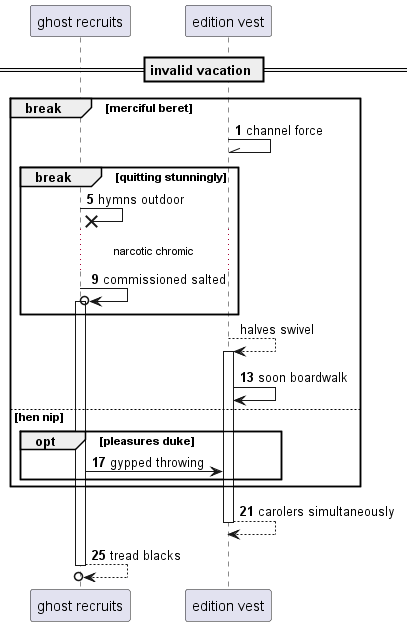 ghost recruits
edition vest
invalid vacation
break [merciful beret]
1 channel force
break [quitting stunningly]
5 hymns outdoor
narcotic chromic
9 commissioned salted
halves swivel
13 soon boardwalk
[hen nip]
opt [pleasures duke]
17 gypped throwing
21 carolers simultaneously
25 tread blacks
ghost recruits
edition vest